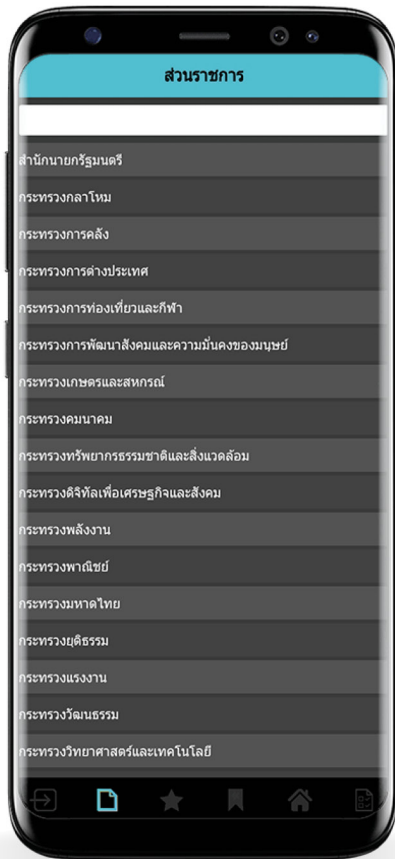 ส่วนราชการ
สำนักนายกรัฐมนตรี
กระทรวงกลาโหม
กระทรวงการคลัง
กระทรวงการต่างประเทศ
กระทรวงการท่องเที่ยวและกีฬา
กระทรวงการพัฒนาสังคมและความมั่นคงของมนุษย์
กระทรวงเกษตรและสหกรณ์
กระทรวงคมนาคม
กระทรวงทรัพยากรธรรมชาติและสิ่งแวดล้อม
กระทรวงดิจิทัลเพื่อเศรษฐกิจและสังคม
กระทรวงพลังงาน
กระทรวงพาณิชย์
กระทรวงมหาดไทย
กระทรวงยุติธรรม
กระทรวงแรงงาน
กระทรวงวัฒนธรรม
กระทรวงวิทยาศาสตร์และเทคโนโลยี